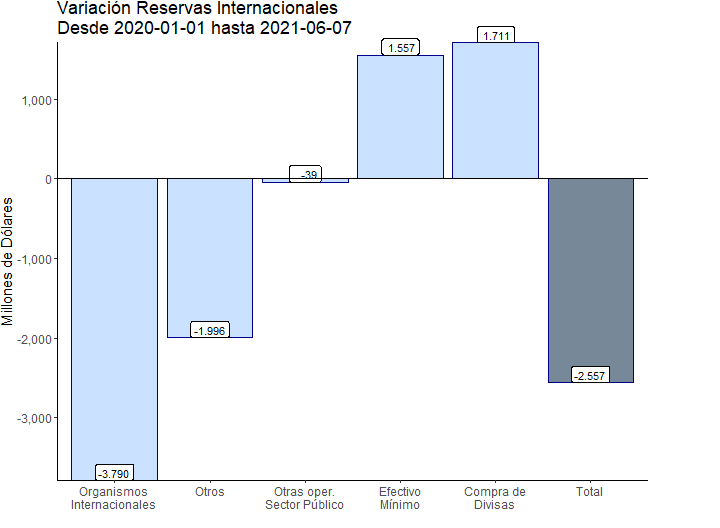 Variación Reservas Internacionales
Desde 2020-01-01 hasta 2021-06-07
Millones de Dólares
1,000
0
-1,000
-2,000
-3,000
-3.790
-1.996
-39
1.557
1.711
-2.557
Organismos
Internacionales
Otros
Otras oper.
Sector Público
Efectivo
Mínimo
Compra de
Divisas
Total